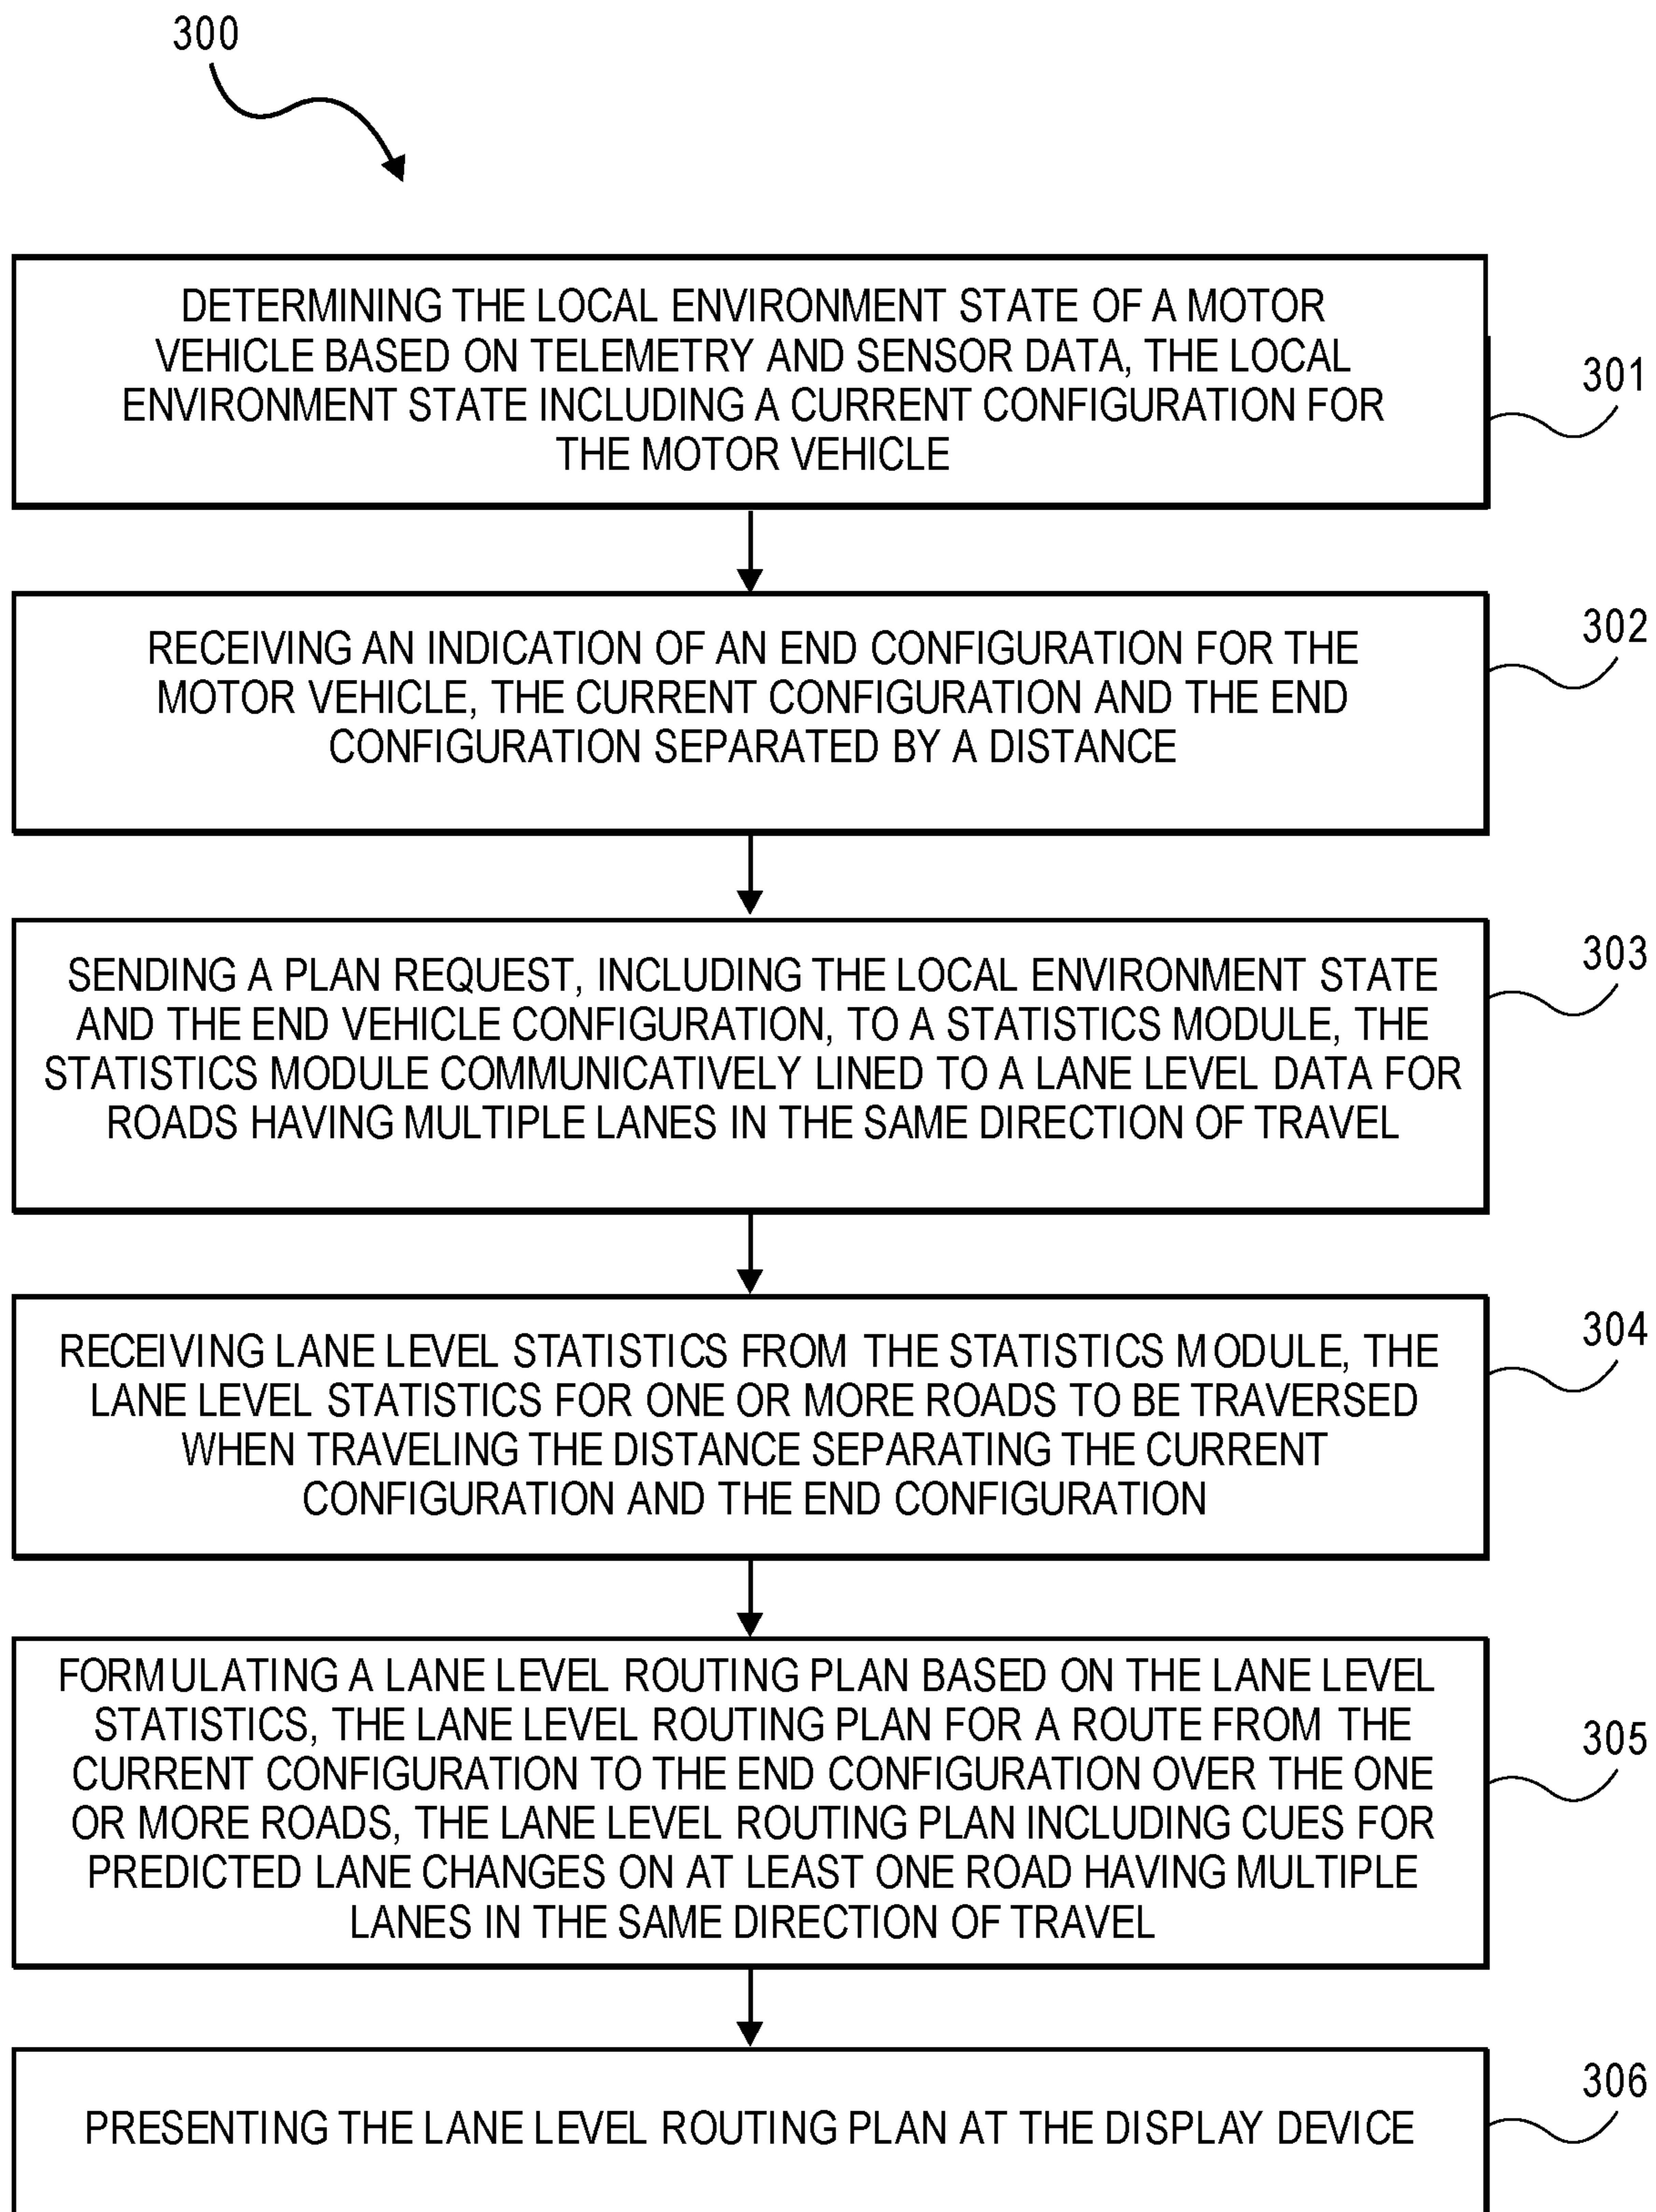 300
DETERMINING THE LOCAL ENVIRONMENT STATE OF A MOTOR
VEHICLE BASED ON TELEMETRY AND SENSOR DATA, THE LOCAL
ENVIRONMENT STATE INCLUDING A CURRENT CONFIGURATION FOR
THE MOTOR VEHICLE
301
RECEIVING AN INDICATION OF AN END CONFIGURATION FOR THE
MOTOR VEHICLE, THE CURRENT CONFIGURATION AND THE END
CONFIGURATION SEPARATED BY A DISTANCE
302
SENDING A PLAN REQUEST, INCLUDING THE LOCAL ENVIRONMENT STATE
AND THE END VEHICLE CONFIGURATION, TO A STATISTICS MODULE, THE
STATISTICS MODULE COMMUNICATIVELY LINED TO A LANE LEVEL DATA FOR
ROADS HAVING MULTIPLE LANES IN THE SAME DIRECTION OF TRAVEL
303
RECEIVING LANE LEVEL STATISTICS FROM THE STATISTICS MODULE, THE
LANE LEVEL STATISTICS FOR ONE OR MORE ROADS TO BE TRAVERSED
WHEN TRAVELING THE DISTANCE SEPARATING THE CURRENT
CONFIGURATION AND THE END CONFIGURATION
304
FORMULATING A LANE LEVEL ROUTING PLAN BASED ON THE LANE LEVEL
STATISTICS, THE LANE LEVEL ROUTING PLAN FOR A ROUTE FROM THE
CURRENT CONFIGURATION TO THE END CONFIGURATION OVER THE ONE
OR MORE ROADS, THE LANE LEVEL ROUTING PLAN INCLUDING CUES FOR
PREDICTED LANE CHANGES ON AT LEAST ONE ROAD HAVING MULTIPLE
LANES IN THE SAME DIRECTION OF TRAVEL
305
PRESENTING THE LANE LEVEL ROUTING PLAN AT THE DISPLAY DEVICE
306